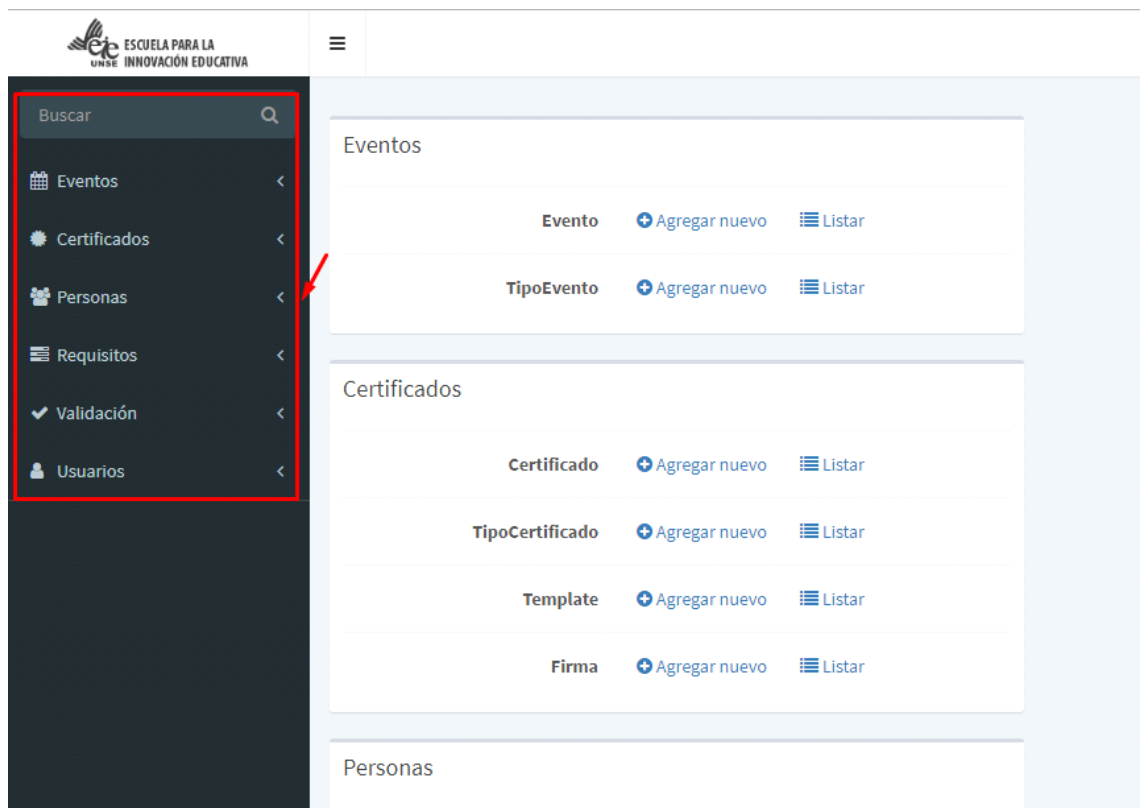 eie ESCUELA PARA LA
UNSE INNOVACIÓN EDUCATIVA
Buscar
Eventos
Certificados
Personas
Requisitos
Validación
Usuarios
Eventos
Evento Agregar nuevo Listar
TipoEvento Agregar nuevo Listar
Certificados
Certificado Agregar nuevo Listar
TipoCertificado Agregar nuevo Listar
Template Agregar nuevo Listar
Firma Agregar nuevo Listar
Personas